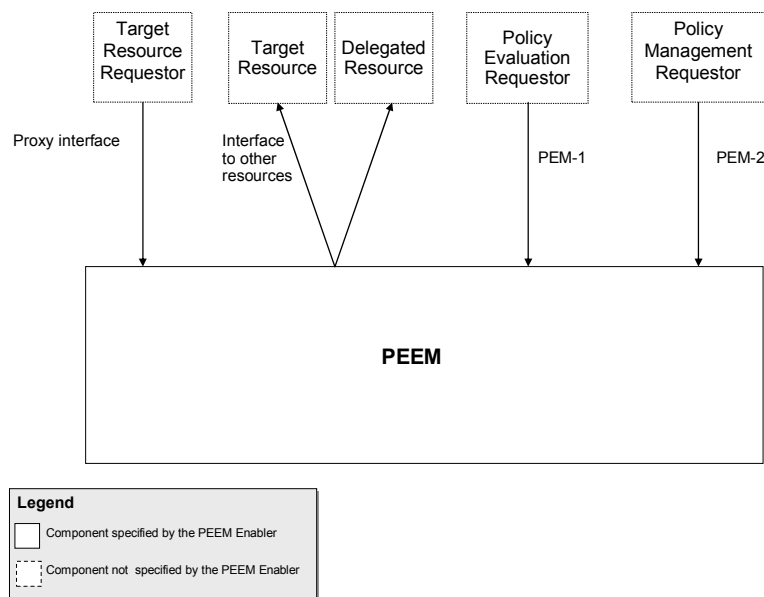 Target
Resource
Requestor
Target
Resource
Delegated
Resource
Policy
Evaluation
Requestor
Policy
Management
Requestor
Proxy interface
Interface
to other
resources
PEM-1
PEM-2
PEEM
Legend
Component specified by the PEEM Enabler
Component not specified by the PEEM Enabler